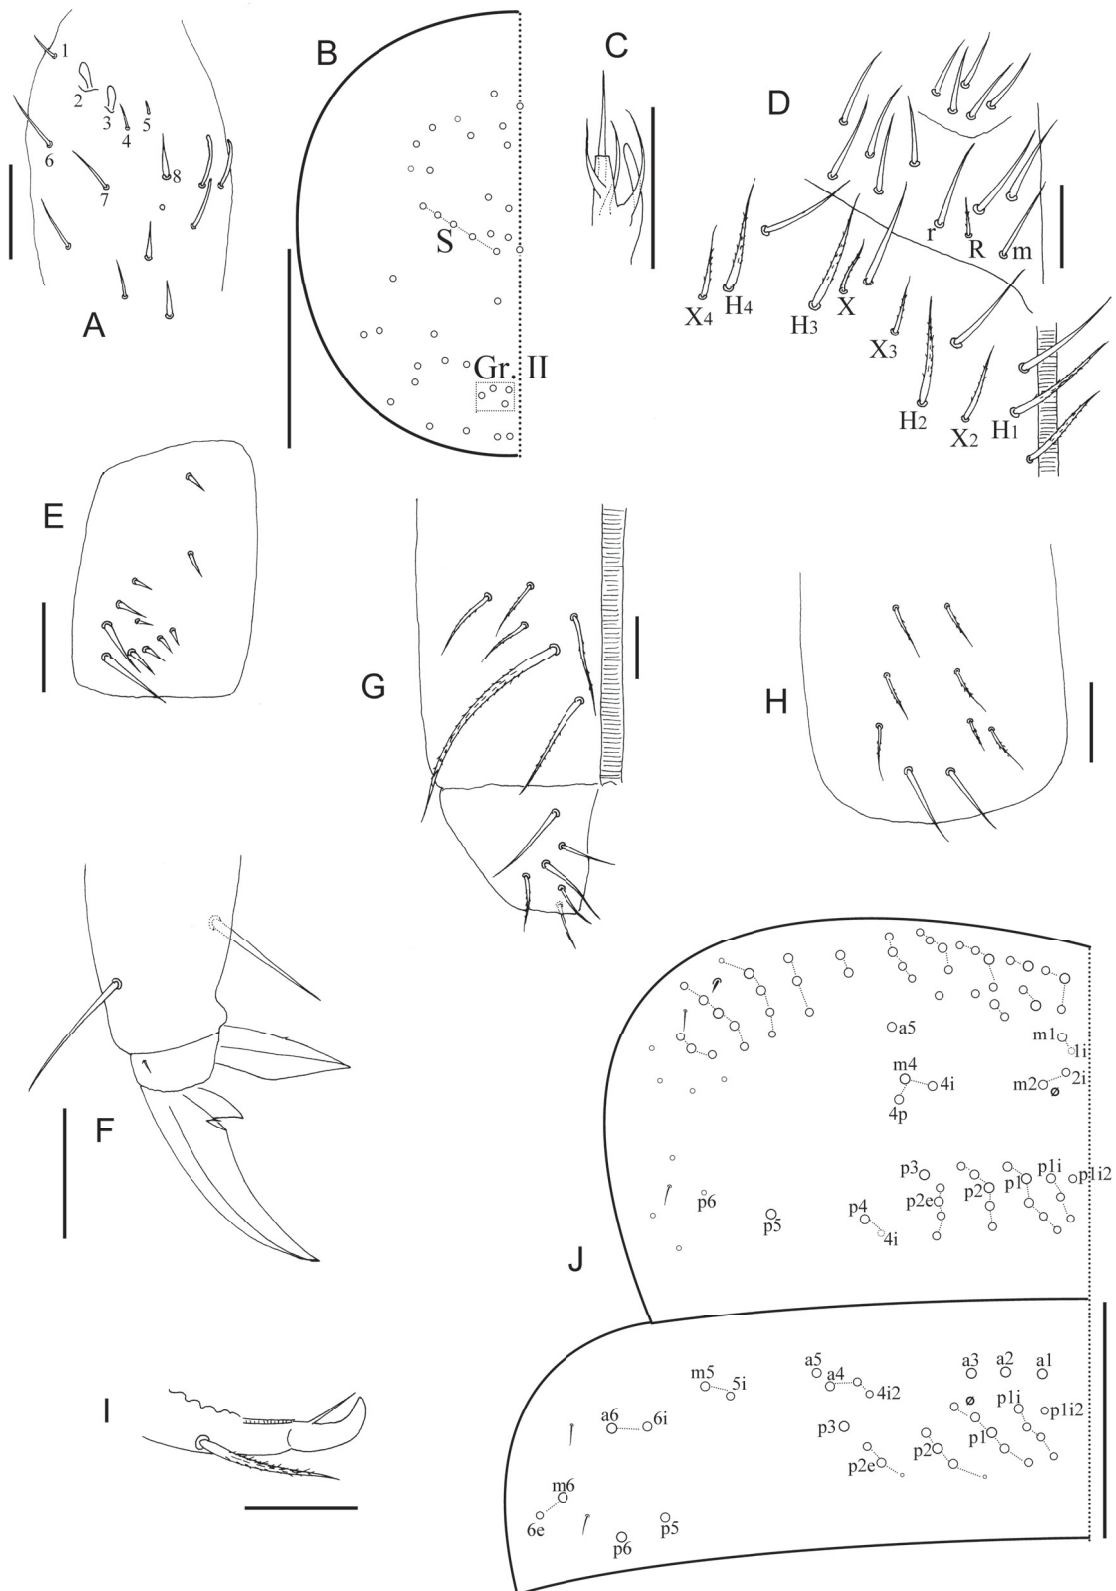 A
1
2
3
4
5
6
7
8
B
S
Gr. II
C
D
r
R
m
X4
H4
H3
X
X3
H2
X2
H1
E
G
H
F
J
a5
m1
1i
m4
4i
m2
2i
4p
p3
p2e
p2
p1
p1i
p1i2
p6
p5
p4
4i
I
m5
5i
a5
a4
4i2
a3
a2
a1
a6
6i
p3
p1i
p1i2
p1
p2
p2e
m6
6e
p6
p5